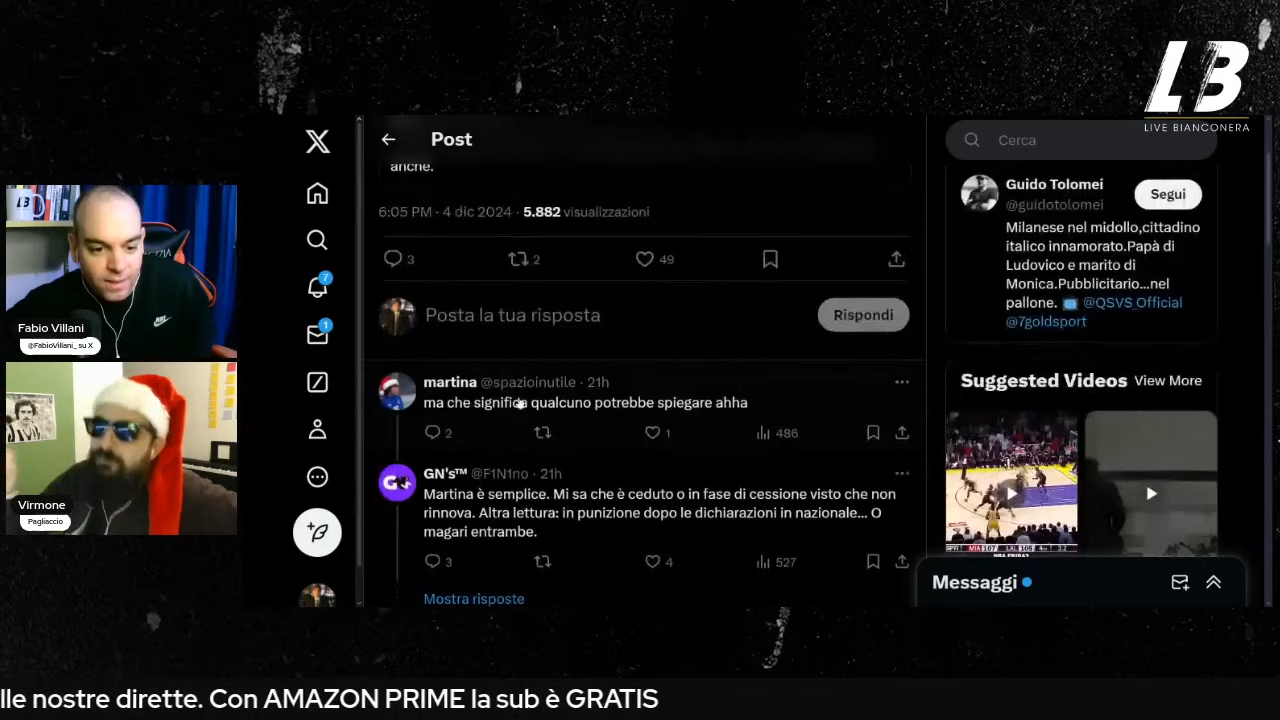 LB
LIVE BIANCONERA
Post
Cerca
anche.
6:05 PM · 4 dic 2024 · 5.882 visualizzazioni
3
2
49
Posta la tua risposta
Rispondi
martina @spazioinutile · 21h
ma che significa qualcuno potrebbe spiegare ahha
2
1
486
GN's™ @F1N1no · 21h
Martina è semplice. Mi sa che è ceduto o in fase di cessione visto che non
rinnova. Altra lettura: in punizione dopo le dichiarazioni in nazionale... O
magari entrambe.
3
4
527
Mostra risposte
7
1
Guido Tolomei
@guidotolomei
Segui
Milanese nel midollo,cittadino
italico innamorato.Papà di
Ludovico e marito di
Monica.Pubblicitario...nel
pallone. @QSVS_Official
@7goldsport
Suggested Videos
View More
Messaggi
Fabio Villani
@FabioVillani_ su X
Virmone
Pagliaccio
lle nostre dirette. Con AMAZON PRIME la sub è GRATIS